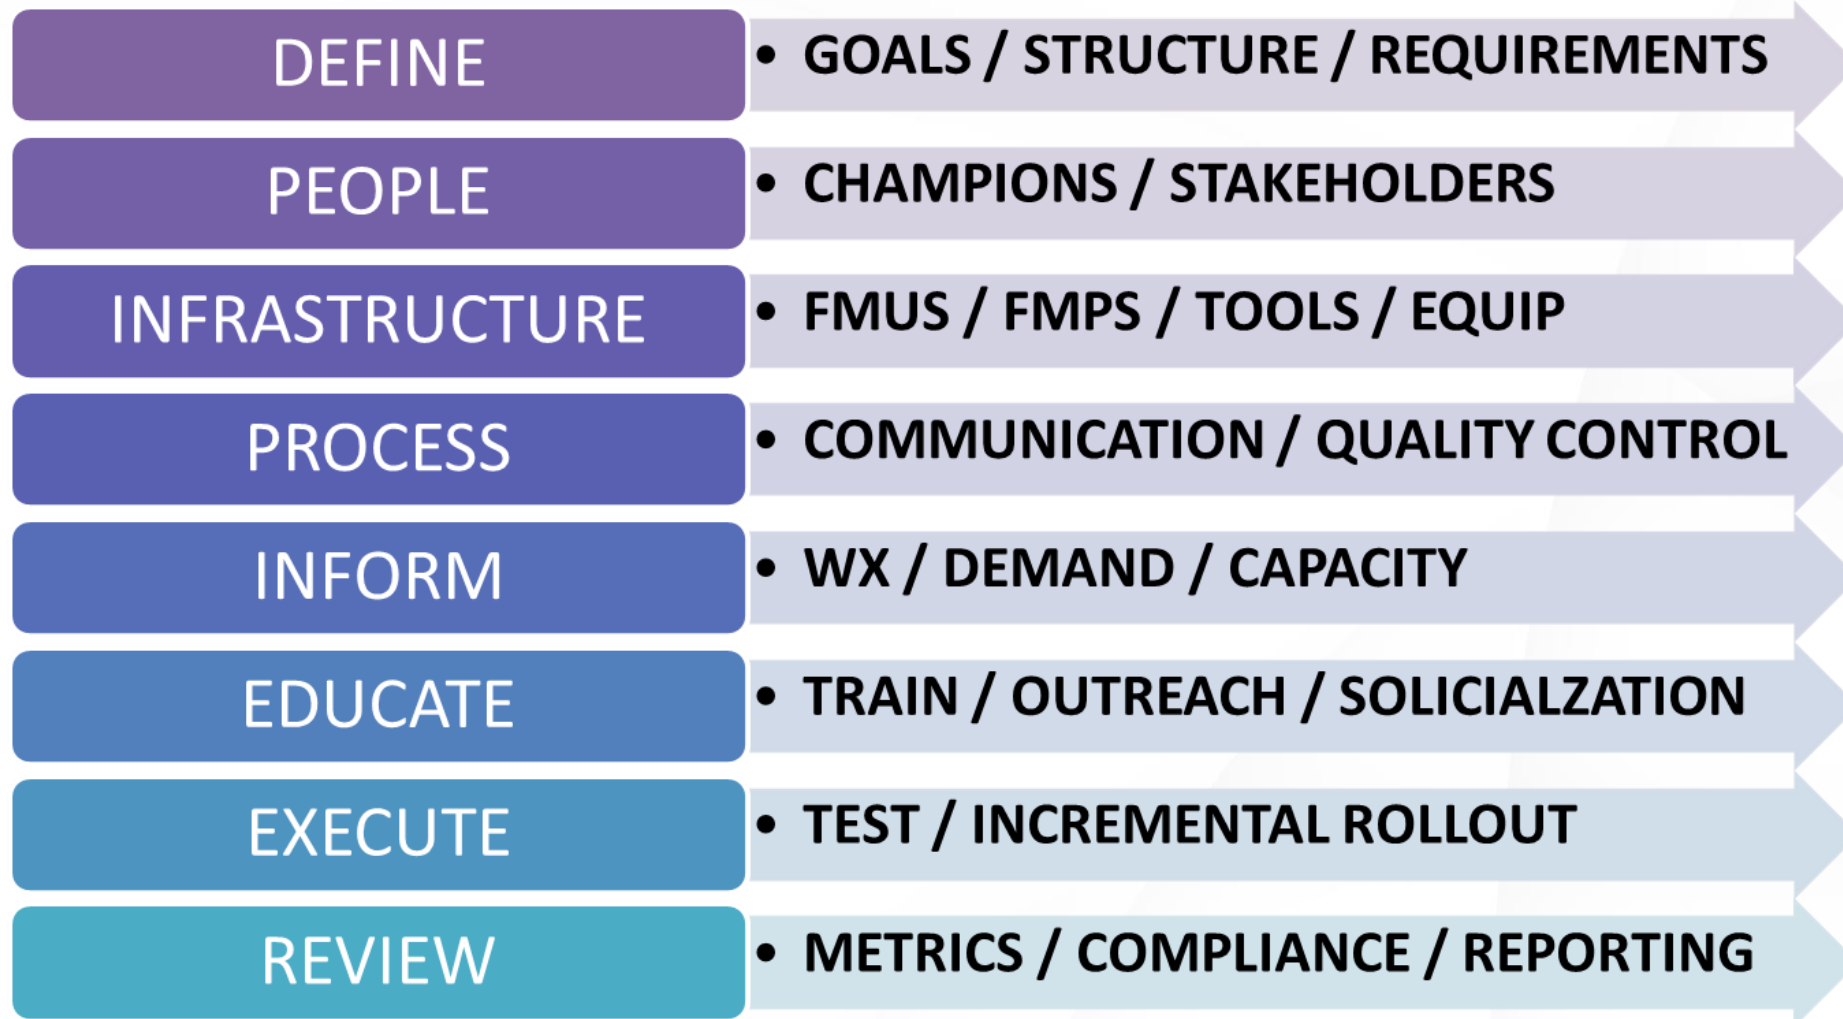 DEFINE
• GOALS / STRUCTURE / REQUIREMENTS
PEOPLE
• CHAMPIONS / STAKEHOLDERS
INFRASTRUCTURE
• FMUS / FMPS / TOOLS / EQUIP
PROCESS
• COMMUNICATION / QUALITY CONTROL
INFORM
• WX / DEMAND / CAPACITY
EDUCATE
• TRAIN / OUTREACH / SOLICIALZATION
EXECUTE
• TEST / INCREMENTAL ROLLOUT
REVIEW
• METRICS / COMPLIANCE / REPORTING